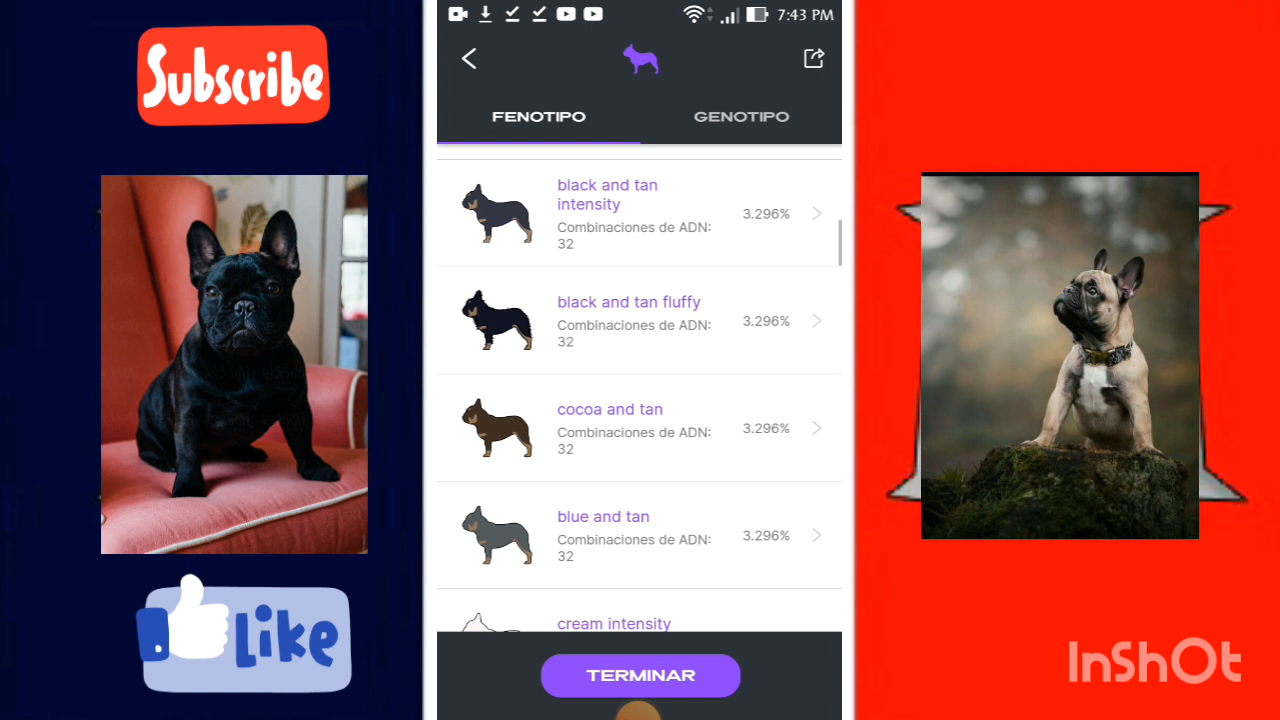 Subscribe
Like
7:43 PM
FENOTIPO
GENOTIPO
black and tan
intensity
Combinaciones de ADN:
32
3.296%
black and tan fluffy
Combinaciones de ADN:
32
3.296%
cocoa and tan
Combinaciones de ADN:
32
3.296%
blue and tan
Combinaciones de ADN:
32
3.296%
cream intensity
TERMINAR
InShOt